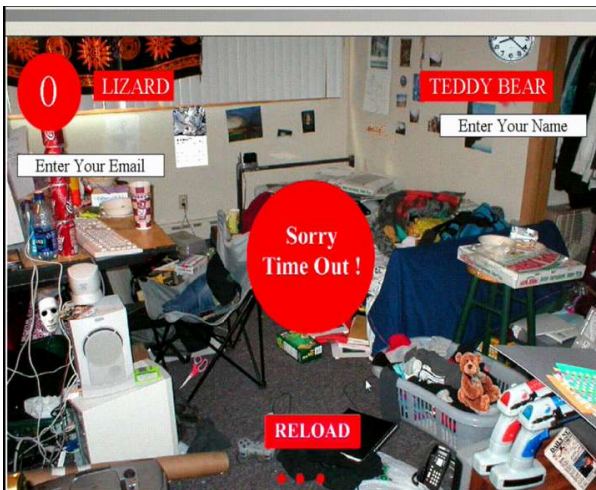 0
LIZARD
TEDDY BEAR
Enter Your Name
Enter Your Email
Sorry
Time Out !
RELOAD